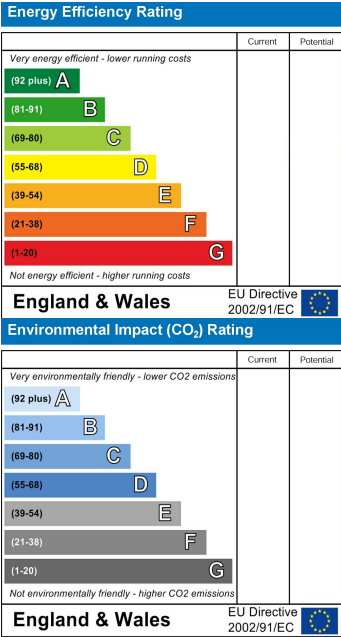 Energy Efficiency Rating
Current Potential
Very energy efficient - lower running costs
(92 plus) A
(81-91) B
(69-80) C
(55-68) D
(39-54) E
(21-38) F
(1-20) G
Not energy efficient - higher running costs
England & Wales
EU Directive
2002/91/EC
Environmental Impact (CO₂) Rating
Current Potential
Very environmentally friendly - lower CO2 emissions
(92 plus) A
(81-91) B
(69-80) C
(55-68) D
(39-54) E
(21-38) F
(1-20) G
Not environmentally friendly - higher CO2 emissions
England & Wales
EU Directive
2002/91/EC